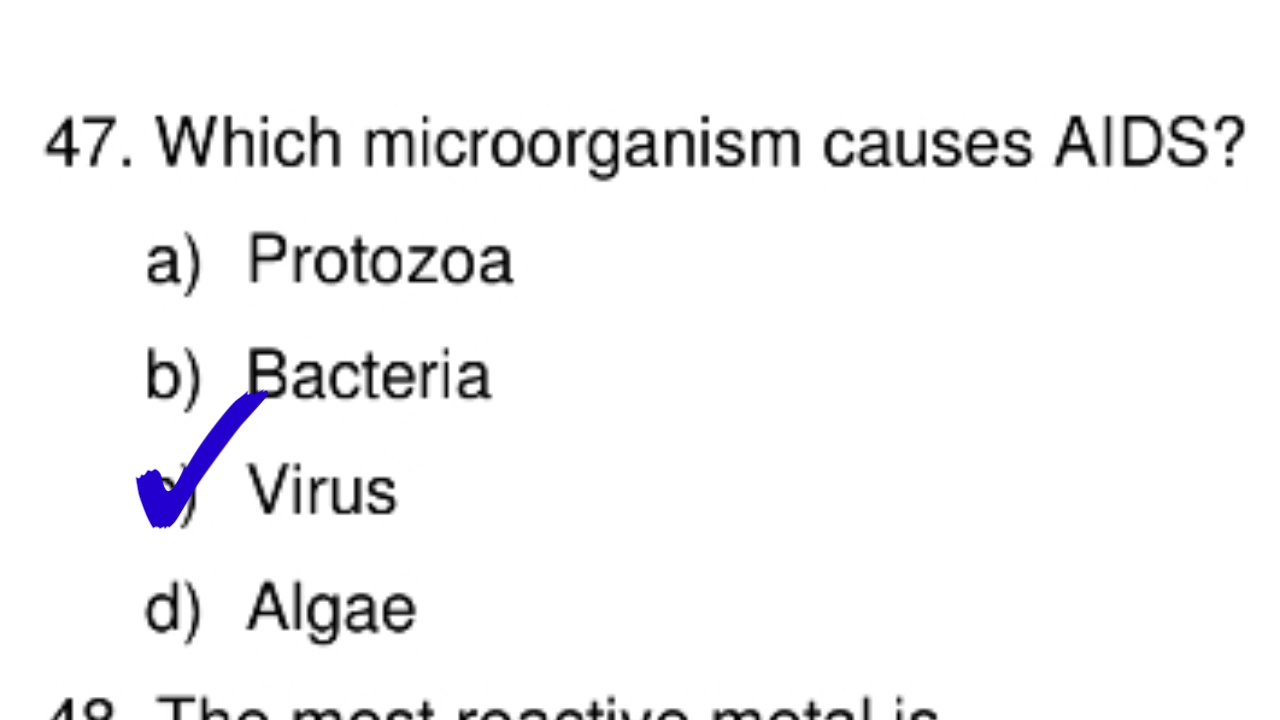 47. Which microorganism causes AIDS?
a) Protozoa
b) Bacteria
c) Virus
d) Algae
48. The most reactive metal is